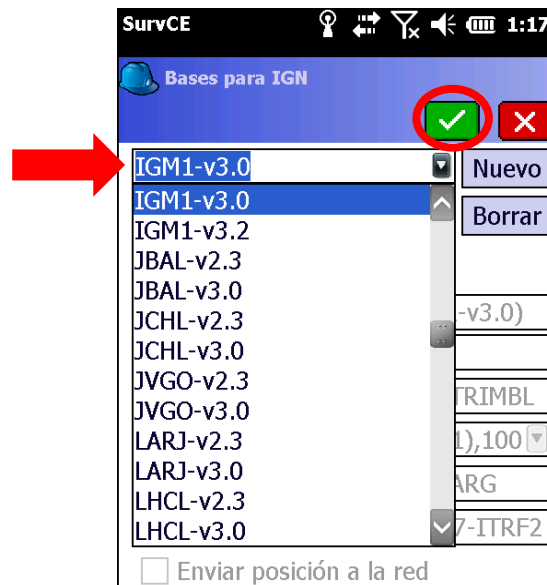 SurvCE 1:17
Bases para IGN
IGM1-v3.0 Nuevo
IGM1-v3.0
Borrar
IGM1-v3.2
JBAL-v2.3
JBAL-v3.0
-v3.0)
JCHL-v2.3
JCHL-v3.0
JVGO-v2.3
TRIMBL
JVGO-v3.0
LARJ-v2.3 1),100
LARJ-v3.0
ARG
LHCL-v2.3
LHCL-v3.0 7-ITRF2
Enviar posición a la red